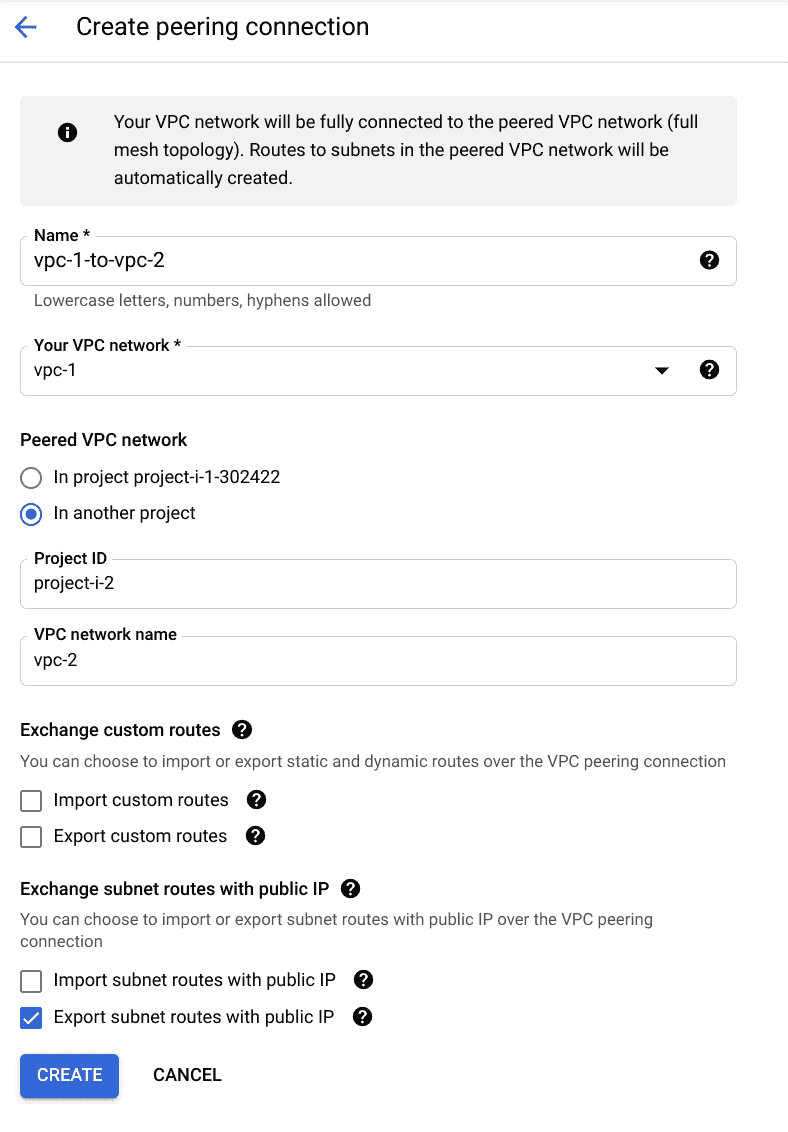 Create peering connection
Your VPC network will be fully connected to the peered VPC network (full
mesh topology). Routes to subnets in the peered VPC network will be
automatically created.
Name *
vpc-1-to-vpc-2
Lowercase letters, numbers, hyphens allowed
Your VPC network *
vpc-1
Peered VPC network
In project project-i-1-302422
In another project
Project ID
project-i-2
VPC network name
vpc-2
Exchange custom routes
You can choose to import or export static and dynamic routes over the VPC peering connection
Import custom routes
Export custom routes
Exchange subnet routes with public IP
You can choose to import or export subnet routes with public IP over the VPC peering
connection
Import subnet routes with public IP
Export subnet routes with public IP
CREATE CANCEL